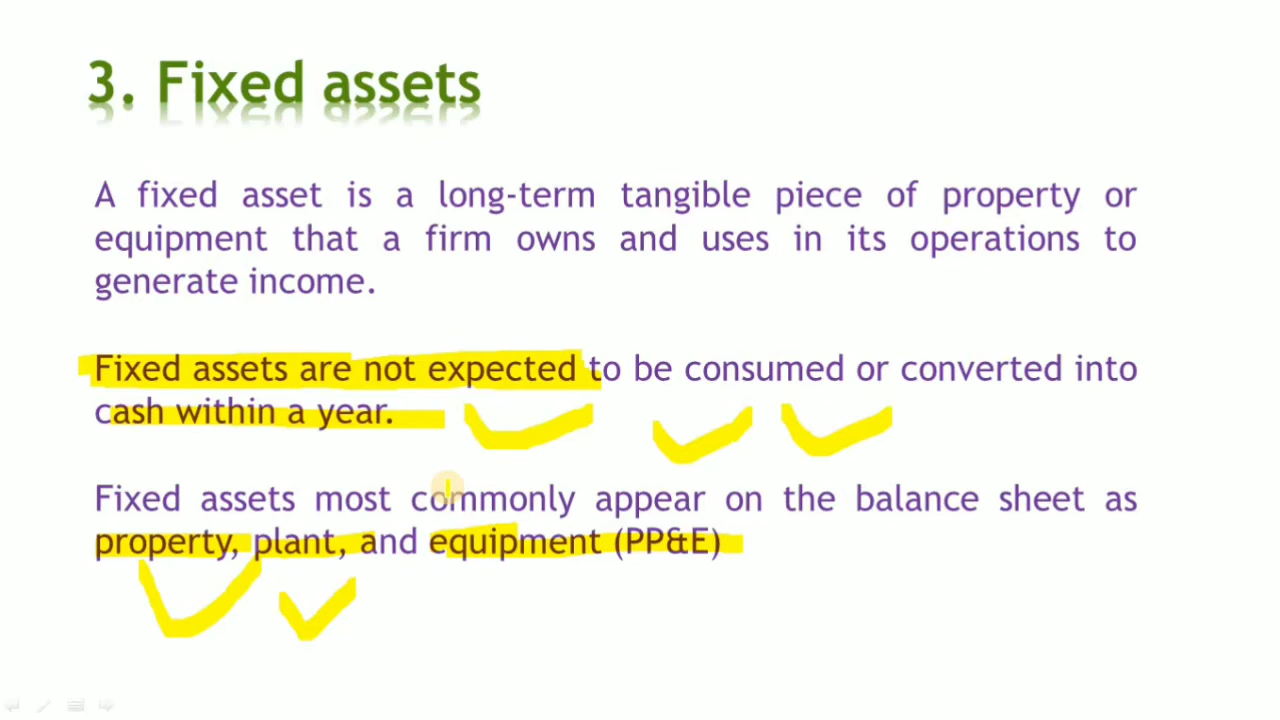 3. Fixed assets
A fixed asset is a long-term tangible piece of property or
equipment that a firm owns and uses in its operations to
generate income.
Fixed assets are not expected to be consumed or converted into
cash within a year.
Fixed assets most commonly appear on the balance sheet as
property, plant, and equipment (PP&E)